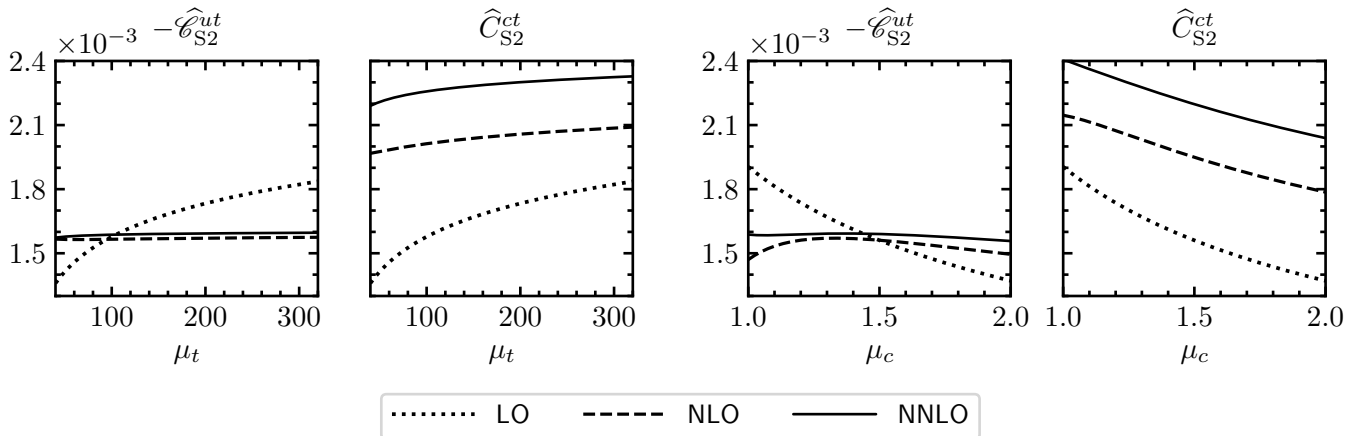 ×10⁻³ −𝒞̂ᵘᵗ_S2 Ĉᶜᵗ_S2 ×10⁻³ −𝒞̂ᵘᵗ_S2 Ĉᶜᵗ_S2
2.4 2.4
2.1 2.1
1.8 1.8
1.5 1.5
100 200 300 100 200 300 1.0 1.5 2.0 1.0 1.5 2.0
μ_t μ_t μ_c μ_c
LO NLO NNLO